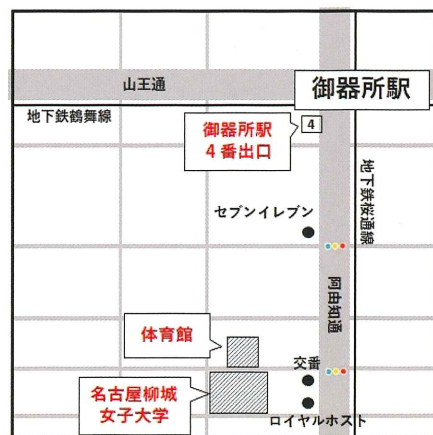 山王通
御器所駅
地下鉄鶴舞線
御器所駅
4番出口
4
地下鉄桜通線
セブンイレブン
阿由知通
体育館
交番
名古屋柳城
女子大学
ロイヤルホスト